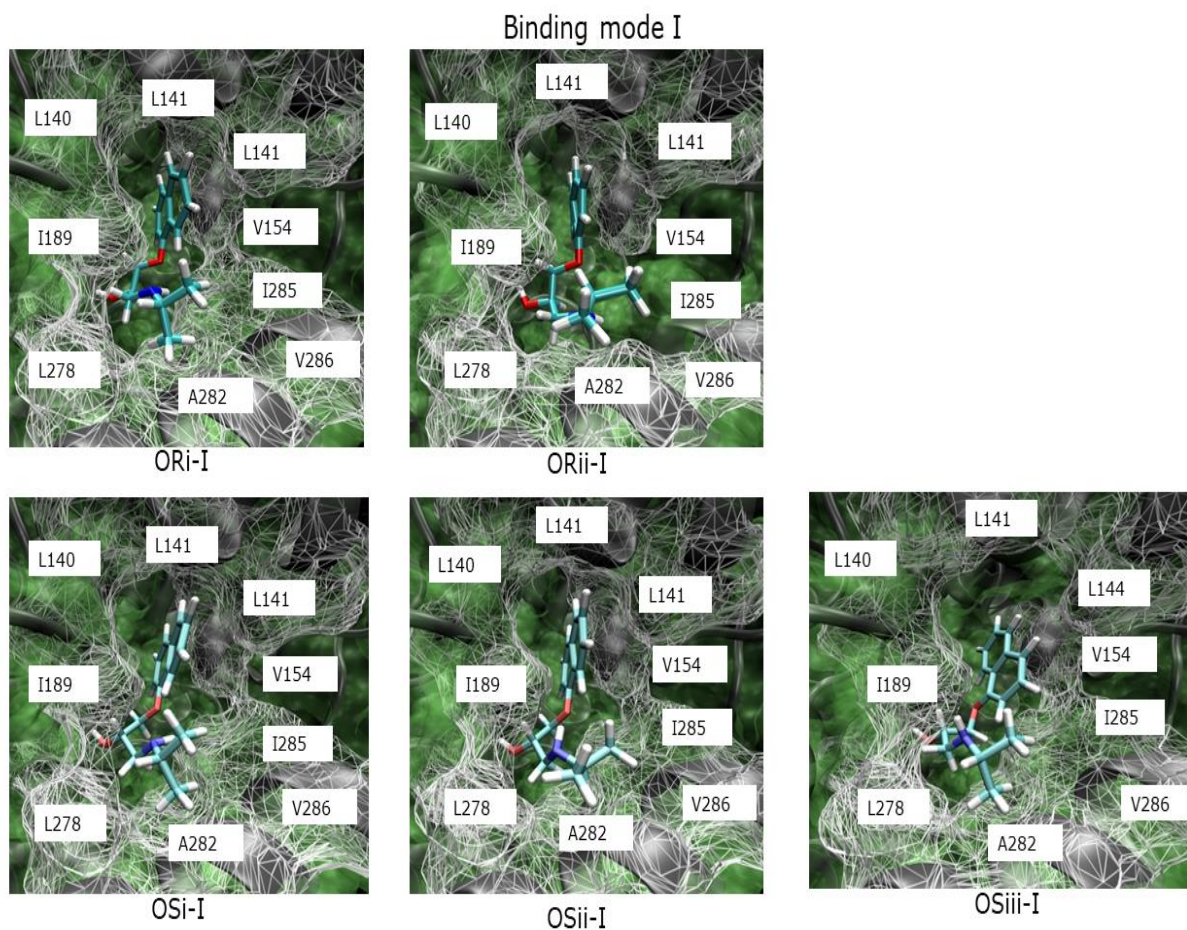 Binding mode I
L141
L140
L141
I189
V154
I285
L278
V286
A282
ORi-I
L141
L140
L141
I189
V154
I285
L278
V286
A282
ORii-I
L141
L140
L141
I189
V154
I285
L278
V286
A282
OSi-I
L141
L140
L141
I189
V154
I285
L278
V286
A282
OSii-I
L141
L140
L144
I189
V154
I285
L278
V286
A282
OSiii-I